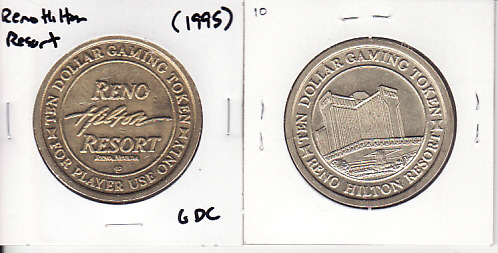 Reno Hilton
Resort
(1995)
TEN DOLLAR GAMING TOKEN
RENO
Hilton
RESORT
RENO, NEVADA
FOR PLAYER USE ONLY
GDC
10
TEN DOLLAR GAMING TOKEN
RENO HILTON RESORT